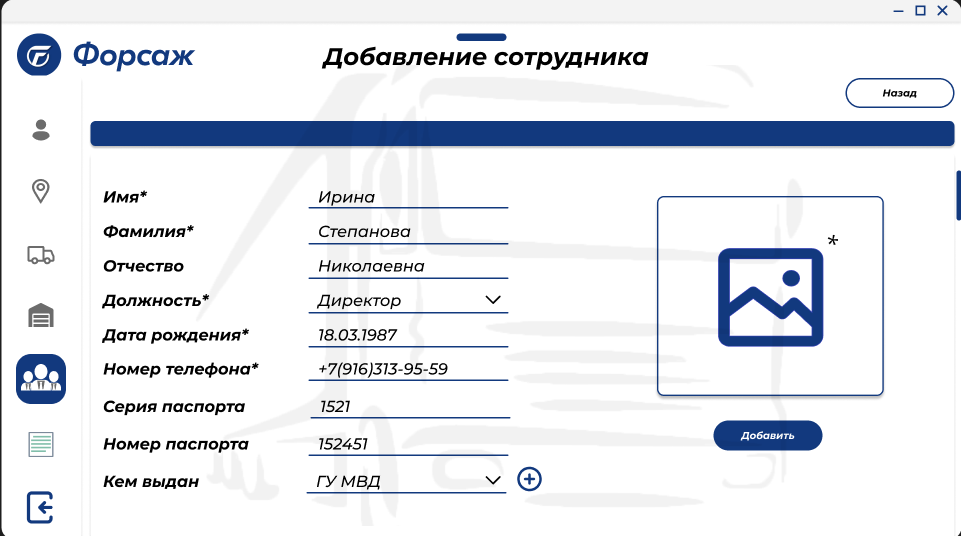 Форсаж
Добавление сотрудника
Назад
Имя* Ирина
Фамилия* Степанова
Отчество Николаевна
Должность* Директор
Дата рождения* 18.03.1987
Номер телефона* +7(916)313-95-59
Серия паспорта 1521
Номер паспорта 152451
Кем выдан ГУ МВД
*
Добавить